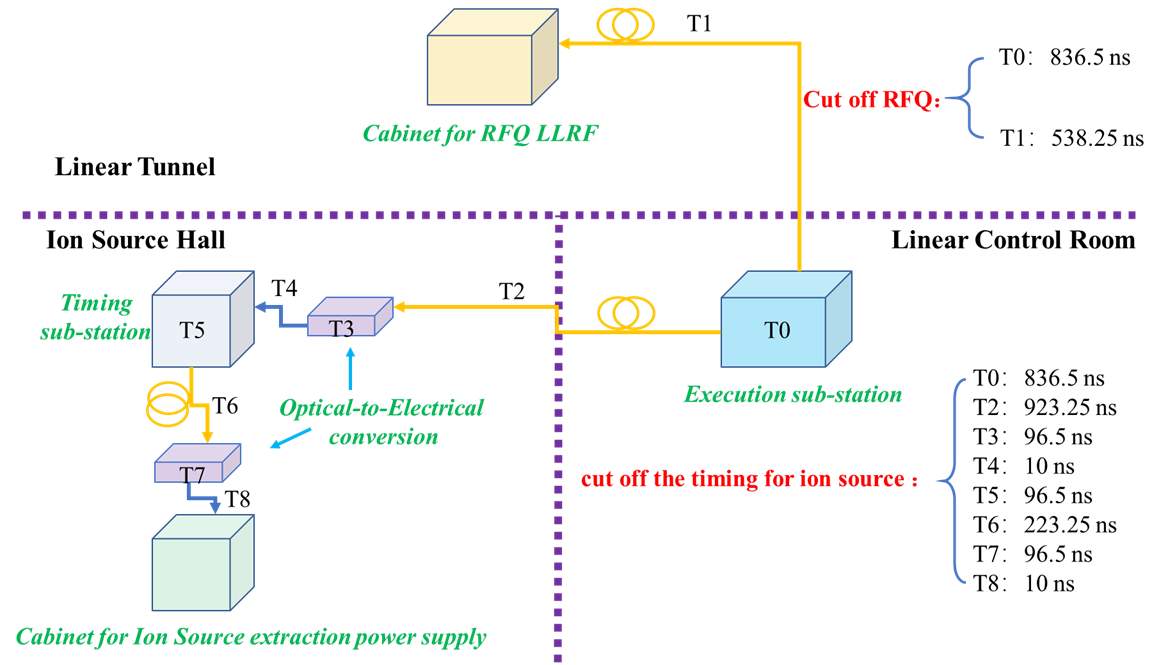 T1
T0: 836.5 ns
Cut off RFQ:
T1: 538.25 ns
Cabinet for RFQ LLRF
Linear Tunnel
Ion Source Hall
Linear Control Room
Timing
sub-station
T5
T4
T3
T2
T0
Execution sub-station
T6
Optical-to-Electrical
conversion
T7
T8
Cabinet for Ion Source extraction power supply
cut off the timing for ion source :
T0: 836.5 ns
T2: 923.25 ns
T3: 96.5 ns
T4: 10 ns
T5: 96.5 ns
T6: 223.25 ns
T7: 96.5 ns
T8: 10 ns